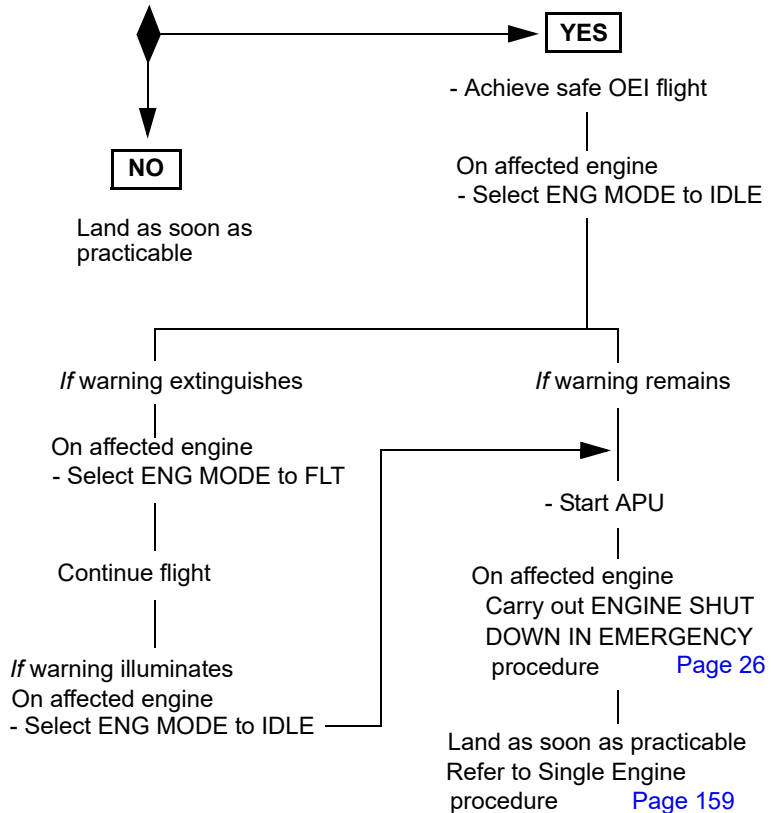 YES
- Achieve safe OEI flight
On affected engine
- Select ENG MODE to IDLE
NO
Land as soon as
practicable
If warning extinguishes
On affected engine
- Select ENG MODE to FLT
Continue flight
If warning illuminates
On affected engine
- Select ENG MODE to IDLE
If warning remains
- Start APU
On affected engine
Carry out ENGINE SHUT
DOWN IN EMERGENCY
procedure Page 26
Land as soon as practicable
Refer to Single Engine
procedure Page 159